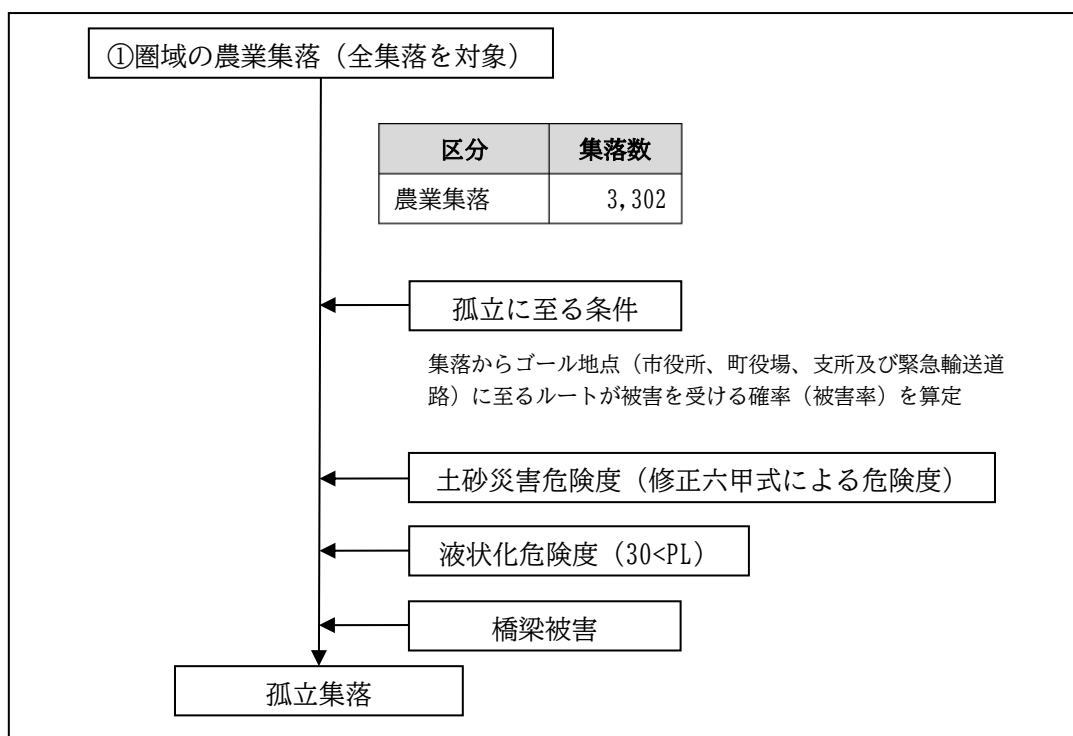 ①圏域の農業集落（全集落を対象）
区分 集落数
農業集落 3,302
孤立に至る条件
集落からゴール地点（市役所、町役場、支所及び緊急輸送道
路）に至るルートが被害を受ける確率（被害率）を算定
土砂災害危険度（修正六甲式による危険度）
液状化危険度（30<PL）
橋梁被害
孤立集落